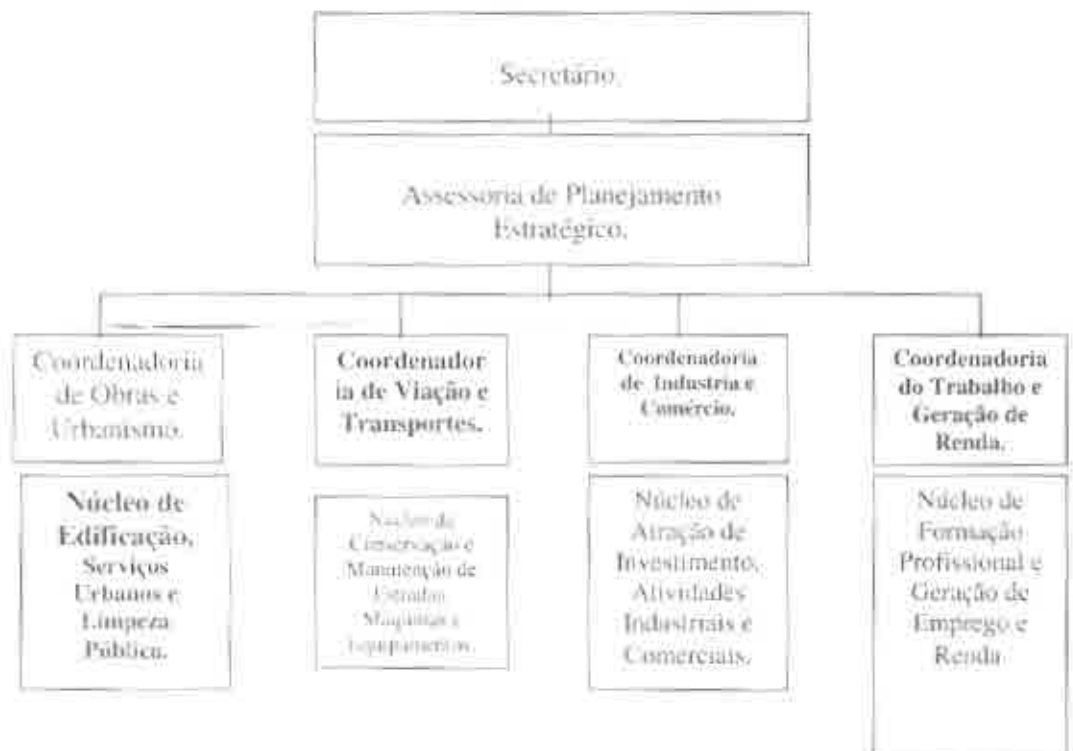 Secretário.
Assessoria de Planejamento
Estratégico.
Coordenadoria
de Obras e
Urbanismo.
Coordenador
ia de Viação e
Transportes.
Coordenadoria
de Industria e
Comércio.
Coordenadoria
do Trabalho e
Geração de
Renda.
Núcleo de
Edificação,
Serviços
Urbanos e
Limpeza
Pública.
Núcleo de
Conservação e
Manutenção de
Estradas
Maquinas e
Equipamentos.
Núcleo de
Atração de
Investimento,
Atividades
Industriais e
Comerciais.
Núcleo de
Formação
Profissional e
Geração de
Emprego e
Renda